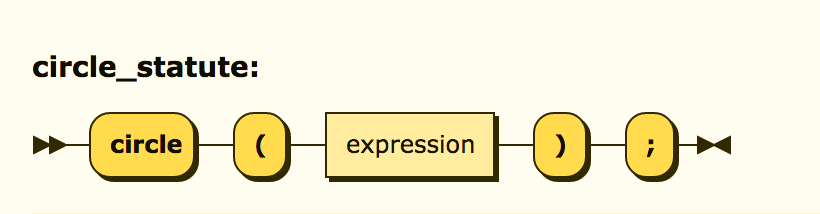 circle_statute:
circle ( expression ) ;